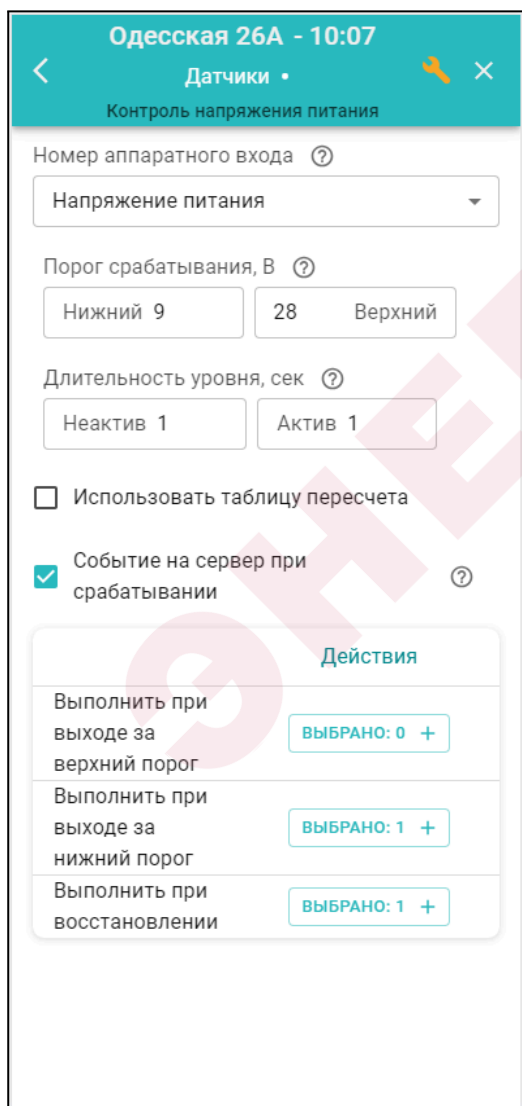 Одесская 26А - 10:07
Датчики •
Контроль напряжения питания
Номер аппаратного входа ?
Напряжение питания
Порог срабатывания, В ?
Нижний 9 28 Верхний
Длительность уровня, сек ?
Неактив 1 Актив 1
Использовать таблицу пересчета
Событие на сервер при
срабатывании ?
Действия
Выполнить при
выходе за
верхний порог
ВЫБРАНО: 0 +
Выполнить при
выходе за
нижний порог
ВЫБРАНО: 1 +
Выполнить при
восстановлении
ВЫБРАНО: 1 +
ЭНЕ